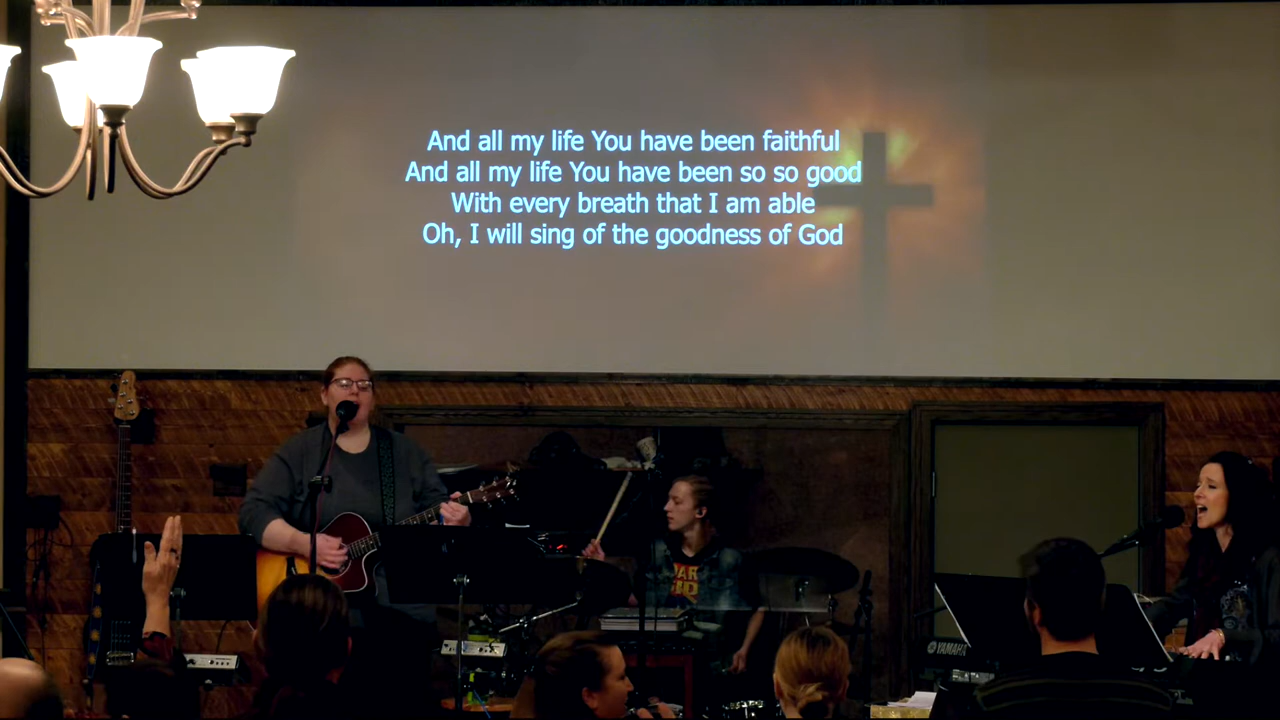 And all my life You have been faithful
And all my life You have been so so good
With every breath that I am able
Oh, I will sing of the goodness of God
YAMAHA